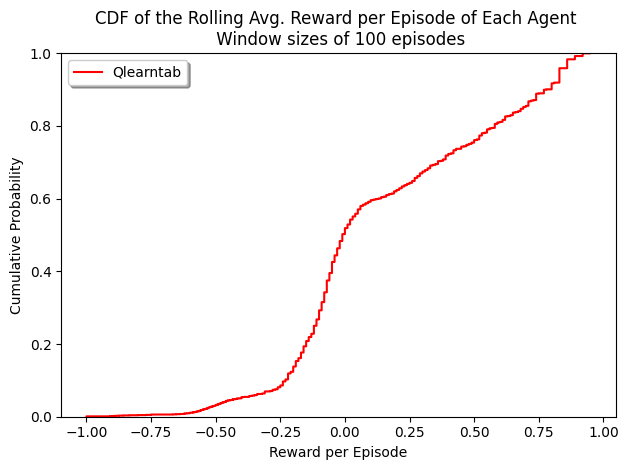 CDF of the Rolling Avg. Reward per Episode of Each Agent
Window sizes of 100 episodes
Qlearntab
Cumulative Probability
1.0
0.8
0.6
0.4
0.2
0.0
−1.00 −0.75 −0.50 −0.25 0.00 0.25 0.50 0.75 1.00
Reward per Episode